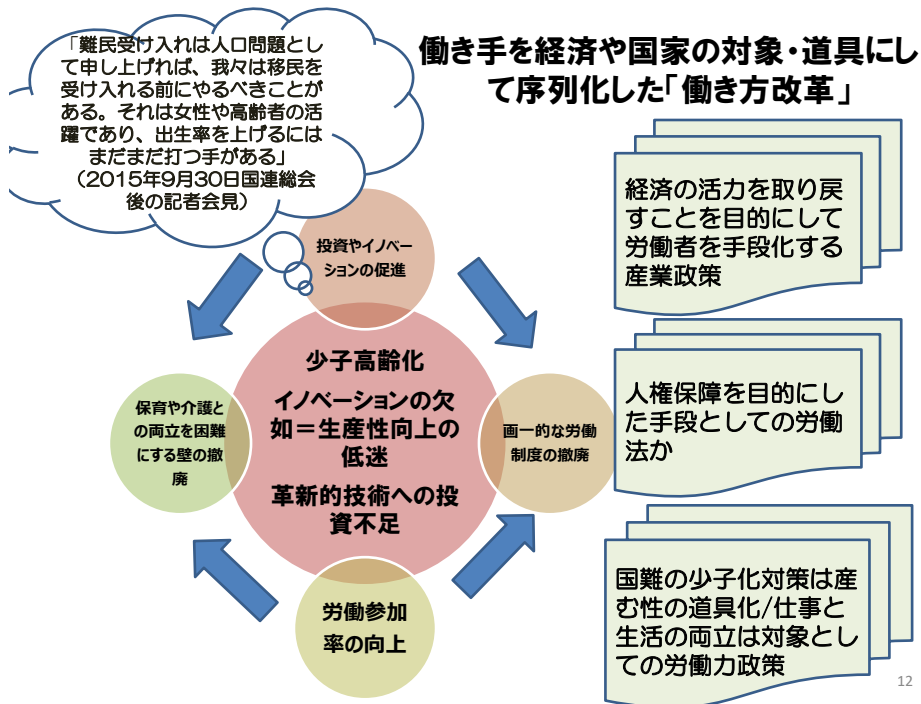 「難民受け入れは人口問題とし
て申し上げれば、我々は移民を
受け入れる前にやるべきことが
ある。それは女性や高齢者の活
躍であり、出生率を上げるには
まだまだ打つ手がある」
（2015年9月30日国連総会
後の記者会見）
働き手を経済や国家の対象・道具にし
て序列化した「働き方改革」
投資やイノベー
ションの促進
少子高齢化
イノベーションの欠
如＝生産性向上の
低迷
革新的技術への投
資不足
保育や介護と
の両立を困難
にする壁の撤
廃
画一的な労働
制度の撤廃
労働参加
率の向上
経済の活力を取り戻
すことを目的にして
労働者を手段化する
産業政策
人権保障を目的にし
た手段としての労働
法か
国難の少子化対策は産
む性の道具化/仕事と
生活の両立は対象とし
ての労働力政策
12